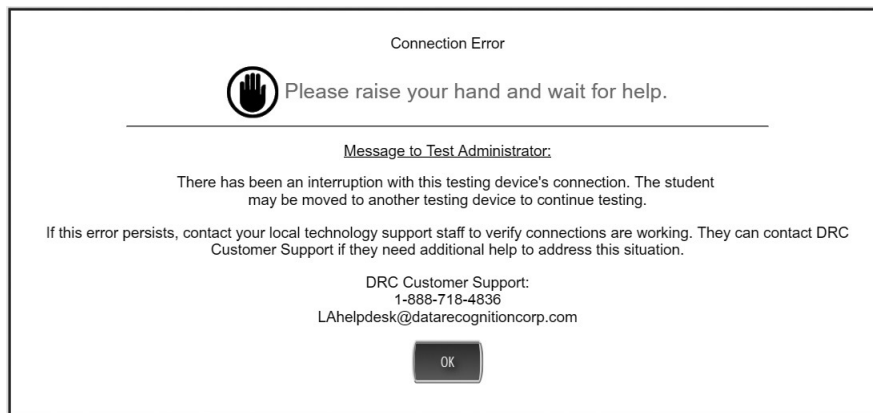 Connection Error
Please raise your hand and wait for help.
Message to Test Administrator:
There has been an interruption with this testing device's connection. The student
may be moved to another testing device to continue testing.
If this error persists, contact your local technology support staff to verify connections are working. They can contact DRC
Customer Support if they need additional help to address this situation.
DRC Customer Support:
1-888-718-4836
LAhelpdesk@datarecognitioncorp.com
OK